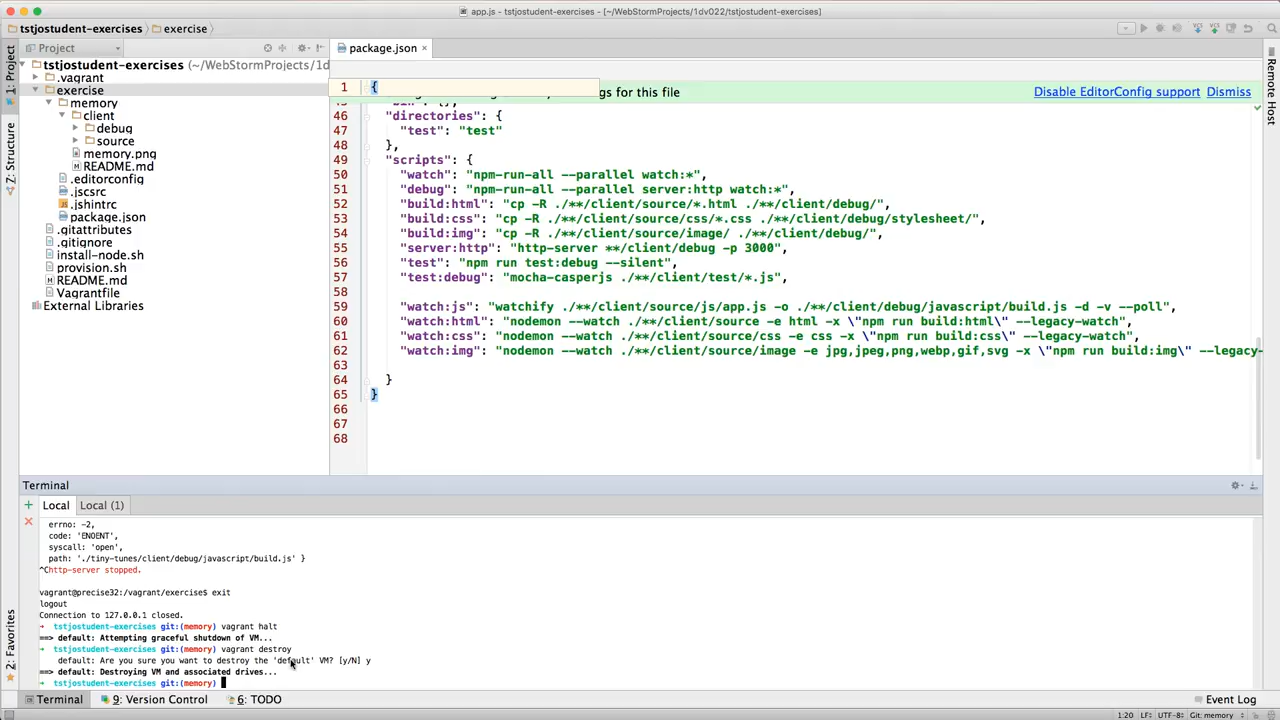 app.js - tstjostudent-exercises - [~/WebStormProjects/1dv022/tstjostudent-exercises]
tstjostudent-exercises exercise
1: Project
Z: Structure
2: Favorites
Remote Host
Project
tstjostudent-exercises (~/WebStormProjects/1d
.vagrant
exercise
memory
client
debug
source
memory.png
README.md
.editorconfig
.jscsrc
.jshintrc
package.json
.gitattributes
.gitignore
install-node.sh
provision.sh
README.md
Vagrantfile
External Libraries
package.json
1 {
gs for this file Disable EditorConfig support Dismiss
46 "directories": {
47 "test": "test"
48 },
49 "scripts": {
50 "watch": "npm-run-all --parallel watch:*",
51 "debug": "npm-run-all --parallel server:http watch:*",
52 "build:html": "cp -R ./**/client/source/*.html ./**/client/debug/",
53 "build:css": "cp -R ./**/client/source/css/*.css ./**/client/debug/stylesheet/",
54 "build:img": "cp -R ./**/client/source/image/ ./**/client/debug/",
55 "server:http": "http-server **/client/debug -p 3000",
56 "test": "npm run test:debug --silent",
57 "test:debug": "mocha-casperjs ./**/client/test/*.js",
58
59 "watch:js": "watchify ./**/client/source/js/app.js -o ./**/client/debug/javascript/build.js -d -v --poll",
60 "watch:html": "nodemon --watch ./**/client/source -e html -x \"npm run build:html\" --legacy-watch",
61 "watch:css": "nodemon --watch ./**/client/source/css -e css -x \"npm run build:css\" --legacy-watch",
62 "watch:img": "nodemon --watch ./**/client/source/image -e jpg,jpeg,png,webp,gif,svg -x \"npm run build:img\" --legacy-
63
64 }
65 }
66
67
68
Terminal
Local Local (1)
errno: -2,
code: 'ENOENT',
syscall: 'open',
path: './tiny-tunes/client/debug/javascript/build.js' }
^Chttp-server stopped.
vagrant@precise32:/vagrant/exercise$ exit
logout
Connection to 127.0.0.1 closed.
→ tstjostudent-exercises git:(memory) vagrant halt
==> default: Attempting graceful shutdown of VM...
→ tstjostudent-exercises git:(memory) vagrant destroy
default: Are you sure you want to destroy the 'default' VM? [y/N] y
==> default: Destroying VM and associated drives...
→ tstjostudent-exercises git:(memory)
Terminal 9: Version Control 6: TODO Event Log
1:20 LF÷ UTF-8÷ Git: memory